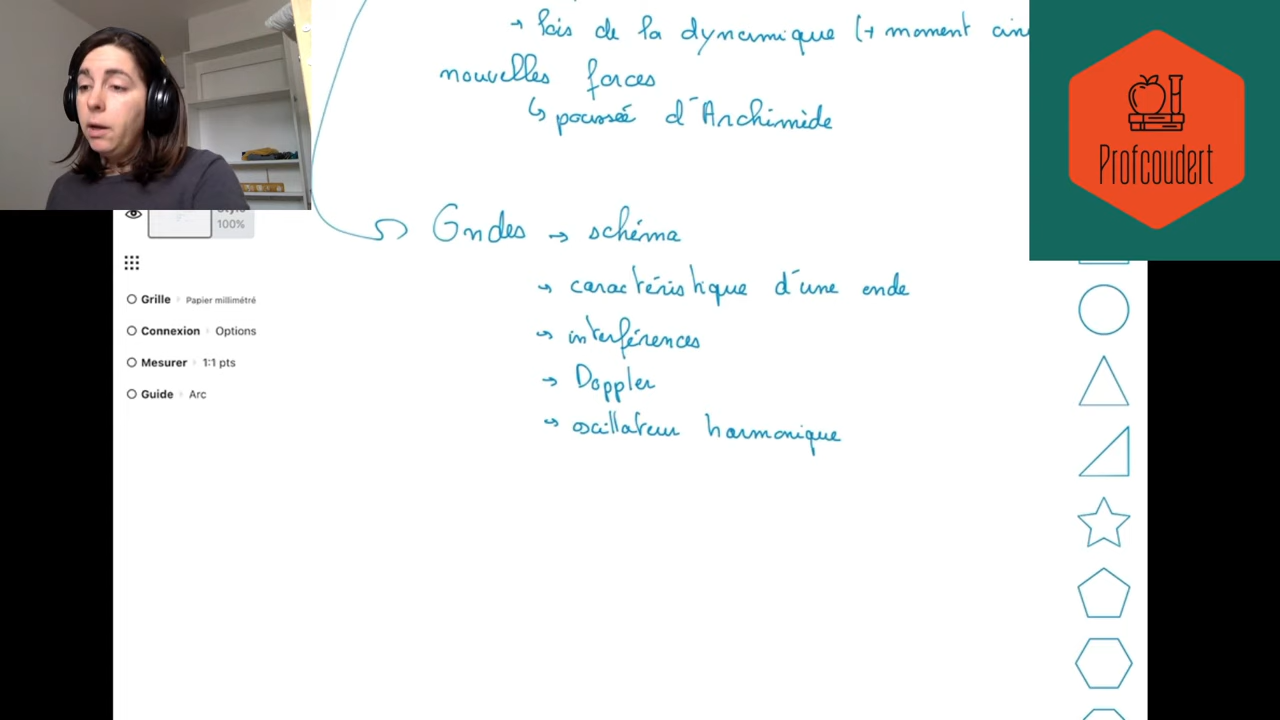 → lois de la dynamique (+ moment cin
nouvelles forces
↳ poussée d'Archimède
Profcoudert
100%
Ondes → schéma
→ caractéristique d'une onde
Grille > Papier millimétré
Connexion > Options
→ interférences
Mesurer > 1:1 pts
→ Doppler
Guide > Arc
→ oscillateur harmonique